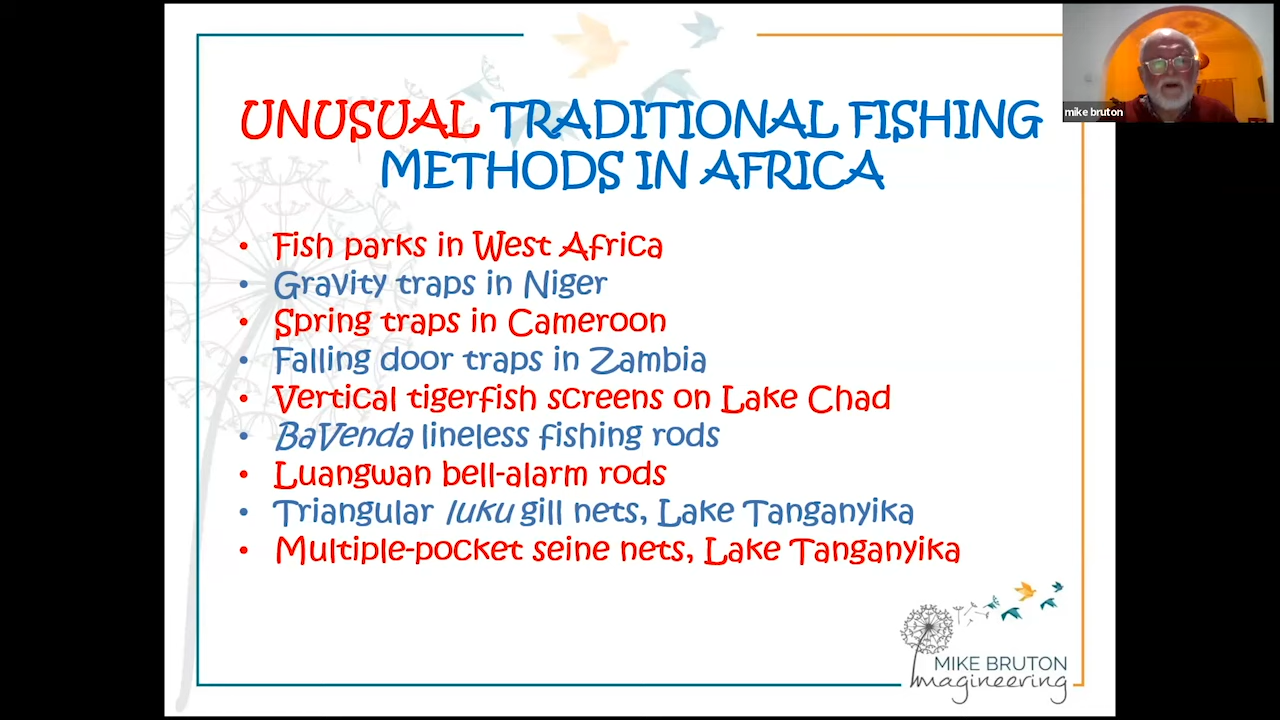 UNUSUAL TRADITIONAL FISHING
METHODS IN AFRICA
• Fish parks in West Africa
• Gravity traps in Niger
• Spring traps in Cameroon
• Falling door traps in Zambia
• Vertical tigerfish screens on Lake Chad
• BaVenda lineless fishing rods
• Luangwan bell-alarm rods
• Triangular luku gill nets, Lake Tanganyika
• Multiple-pocket seine nets, Lake Tanganyika
MIKE BRUTON
Imagineering
mike bruton